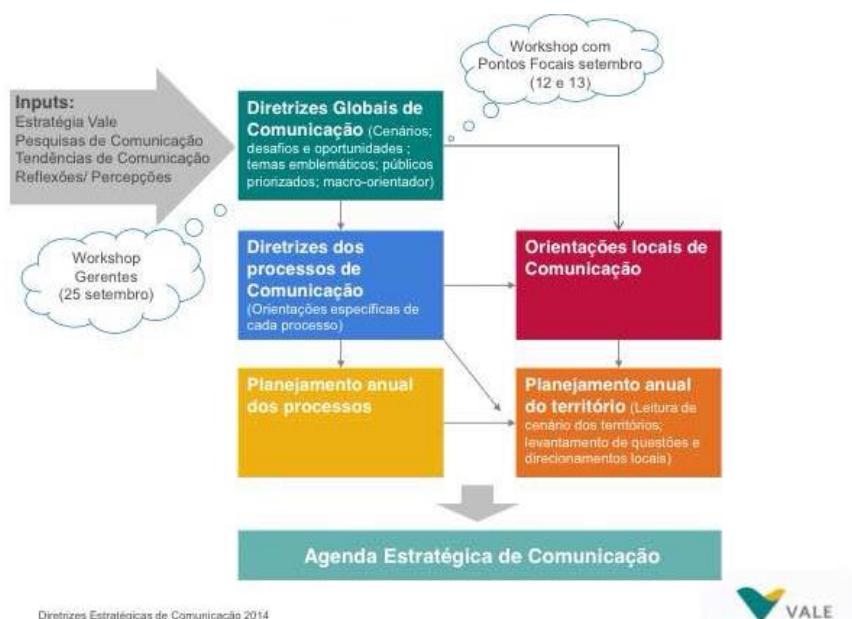 Workshop com
Pontos Focais setembro
(12 e 13)
Inputs:
Estratégia Vale
Pesquisas de Comunicação
Tendências de Comunicação
Reflexões/ Percepções
Diretrizes Globais de
Comunicação (Cenários;
desafios e oportunidades ;
temas emblemáticos; públicos
priorizados; macro-orientador)
Workshop
Gerentes
(25 setembro)
Diretrizes dos
processos de
Comunicação
(Orientações específicas de
cada processo)
Orientações locais de
Comunicação
Planejamento anual
dos processos
Planejamento anual
do território (Leitura de
cenário dos territórios;
levantamento de questões e
direcionamentos locais)
Agenda Estratégica de Comunicação
Diretrizes Estratégicas de Comunicação 2014
VALE